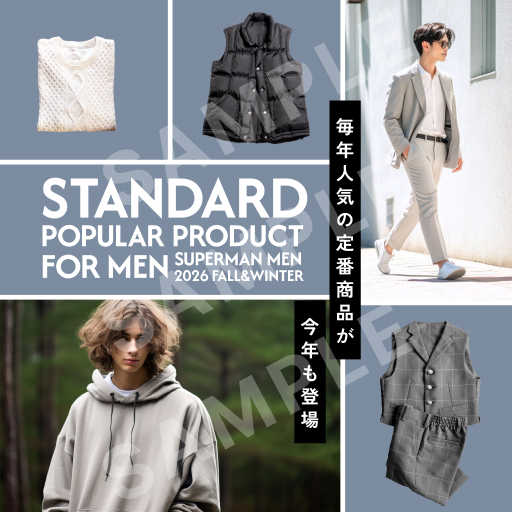 STANDARD
POPULAR PRODUCT
FOR MEN
SUPERMAN MEN
2026 FALL&WINTER
毎年人気の定番商品が
今年も登場
SAMPLE
SAMPLE
SAMPLE